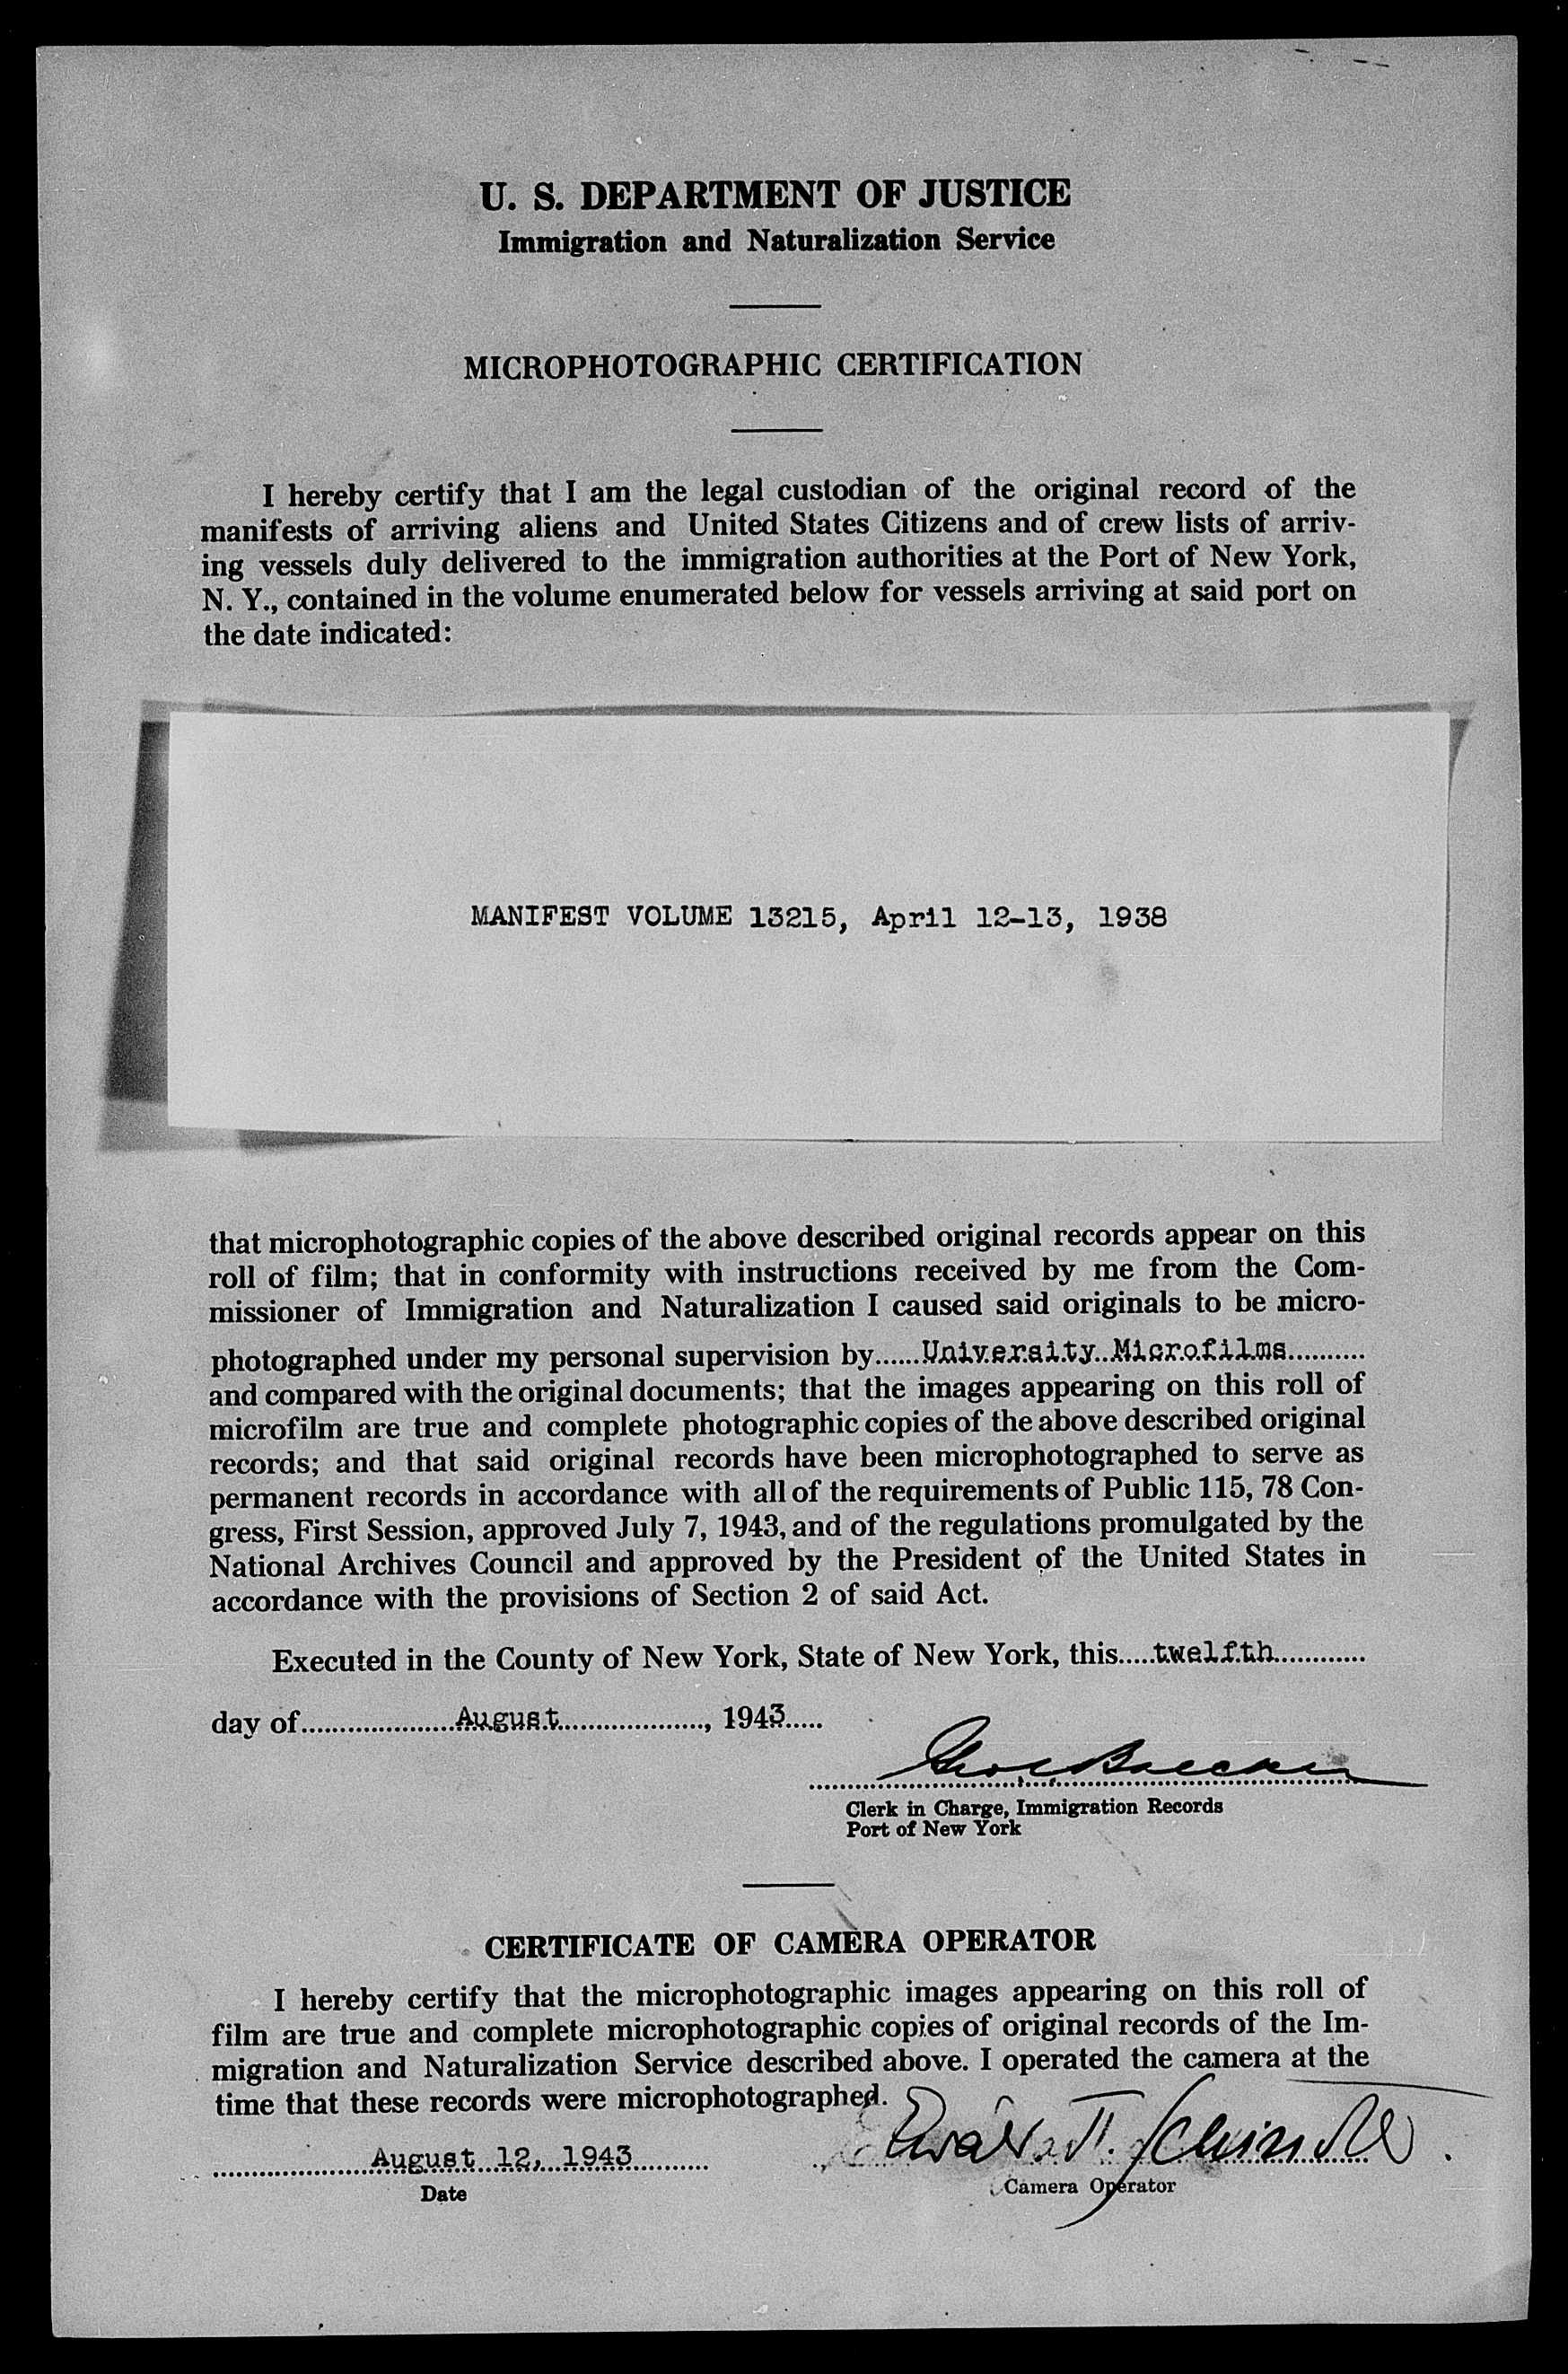 U. S. DEPARTMENT OF JUSTICE
Immigration and Naturalization Service
MICROPHOTOGRAPHIC CERTIFICATION
I hereby certify that I am the legal custodian of the original record of the
manifests of arriving aliens and United States Citizens and of crew lists of arriv-
ing vessels duly delivered to the immigration authorities at the Port of New York,
N. Y., contained in the volume enumerated below for vessels arriving at said port on
the date indicated:
MANIFEST VOLUME 13215, April 12-13, 1938
that microphotographic copies of the above described original records appear on this
roll of film; that in conformity with instructions received by me from the Com-
missioner of Immigration and Naturalization I caused said originals to be micro-
photographed under my personal supervision by......University Microfilms..........
and compared with the original documents; that the images appearing on this roll of
microfilm are true and complete photographic copies of the above described original
records; and that said original records have been microphotographed to serve as
permanent records in accordance with all of the requirements of Public 115, 78 Con-
gress, First Session, approved July 7, 1943, and of the regulations promulgated by the
National Archives Council and approved by the President of the United States in
accordance with the provisions of Section 2 of said Act.
Executed in the County of New York, State of New York, this.....twelfth............
day of....................August..................., 1943.....
Clerk in Charge, Immigration Records
Port of New York
CERTIFICATE OF CAMERA OPERATOR
I hereby certify that the microphotographic images appearing on this roll of
film are true and complete microphotographic copies of original records of the Im-
migration and Naturalization Service described above. I operated the camera at the
time that these records were microphotographed.
August 12, 1943
Date
Camera Operator